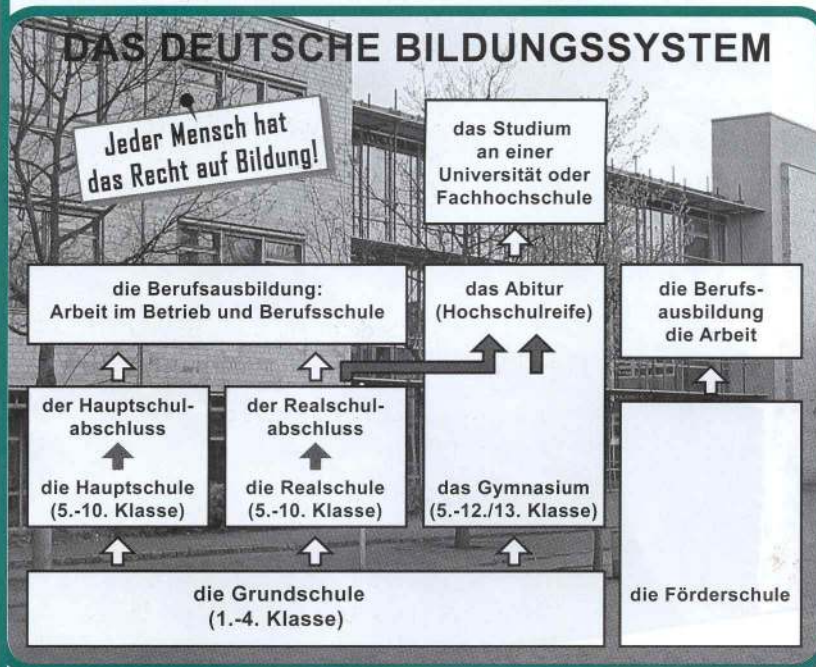 DAS DEUTSCHE BILDUNGSSYSTEM
Jeder Mensch hat
das Recht auf Bildung!
das Studium
an einer
Universität oder
Fachhochschule
die Berufsausbildung:
Arbeit im Betrieb und Berufsschule
das Abitur
(Hochschulreife)
die Berufs-
ausbildung
die Arbeit
der Hauptschul-
abschluss
die Hauptschule
(5.-10. Klasse)
der Realschul-
abschluss
die Realschule
(5.-10. Klasse)
das Gymnasium
(5.-12./13. Klasse)
die Grundschule
(1.-4. Klasse)
die Förderschule